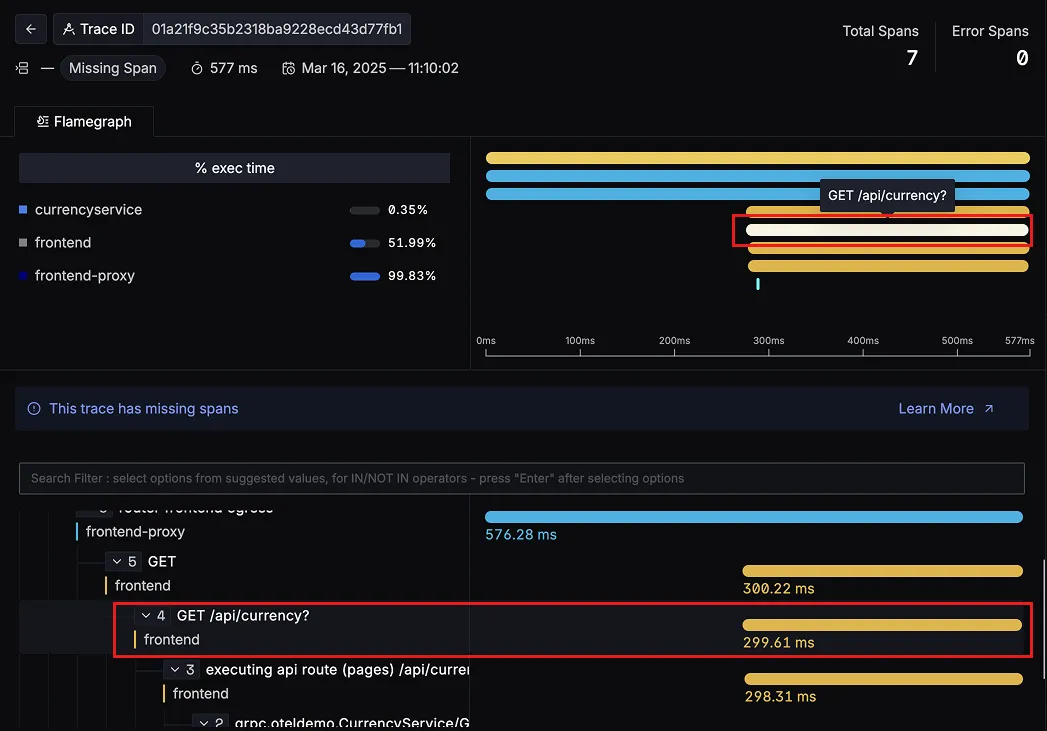 Trace ID 01a21f9c35b2318ba9228ecd43d77fb1
Total Spans
7
Error Spans
0
— Missing Span 577 ms Mar 16, 2025 — 11:10:02
Flamegraph
% exec time
currencyservice 0.35%
frontend 51.99%
frontend-proxy 99.83%
GET /api/currency?
0ms 100ms 200ms 300ms 400ms 500ms 577ms
This trace has missing spans
Learn More
Search Filter : select options from suggested values, for IN/NOT IN operators - press "Enter" after selecting options
router frontend egress
frontend-proxy
576.28 ms
5 GET
frontend
300.22 ms
4 GET /api/currency?
frontend
299.61 ms
3 executing api route (pages) /api/curren
frontend
298.31 ms
2 grpc.oteldemo.CurrencyService/G